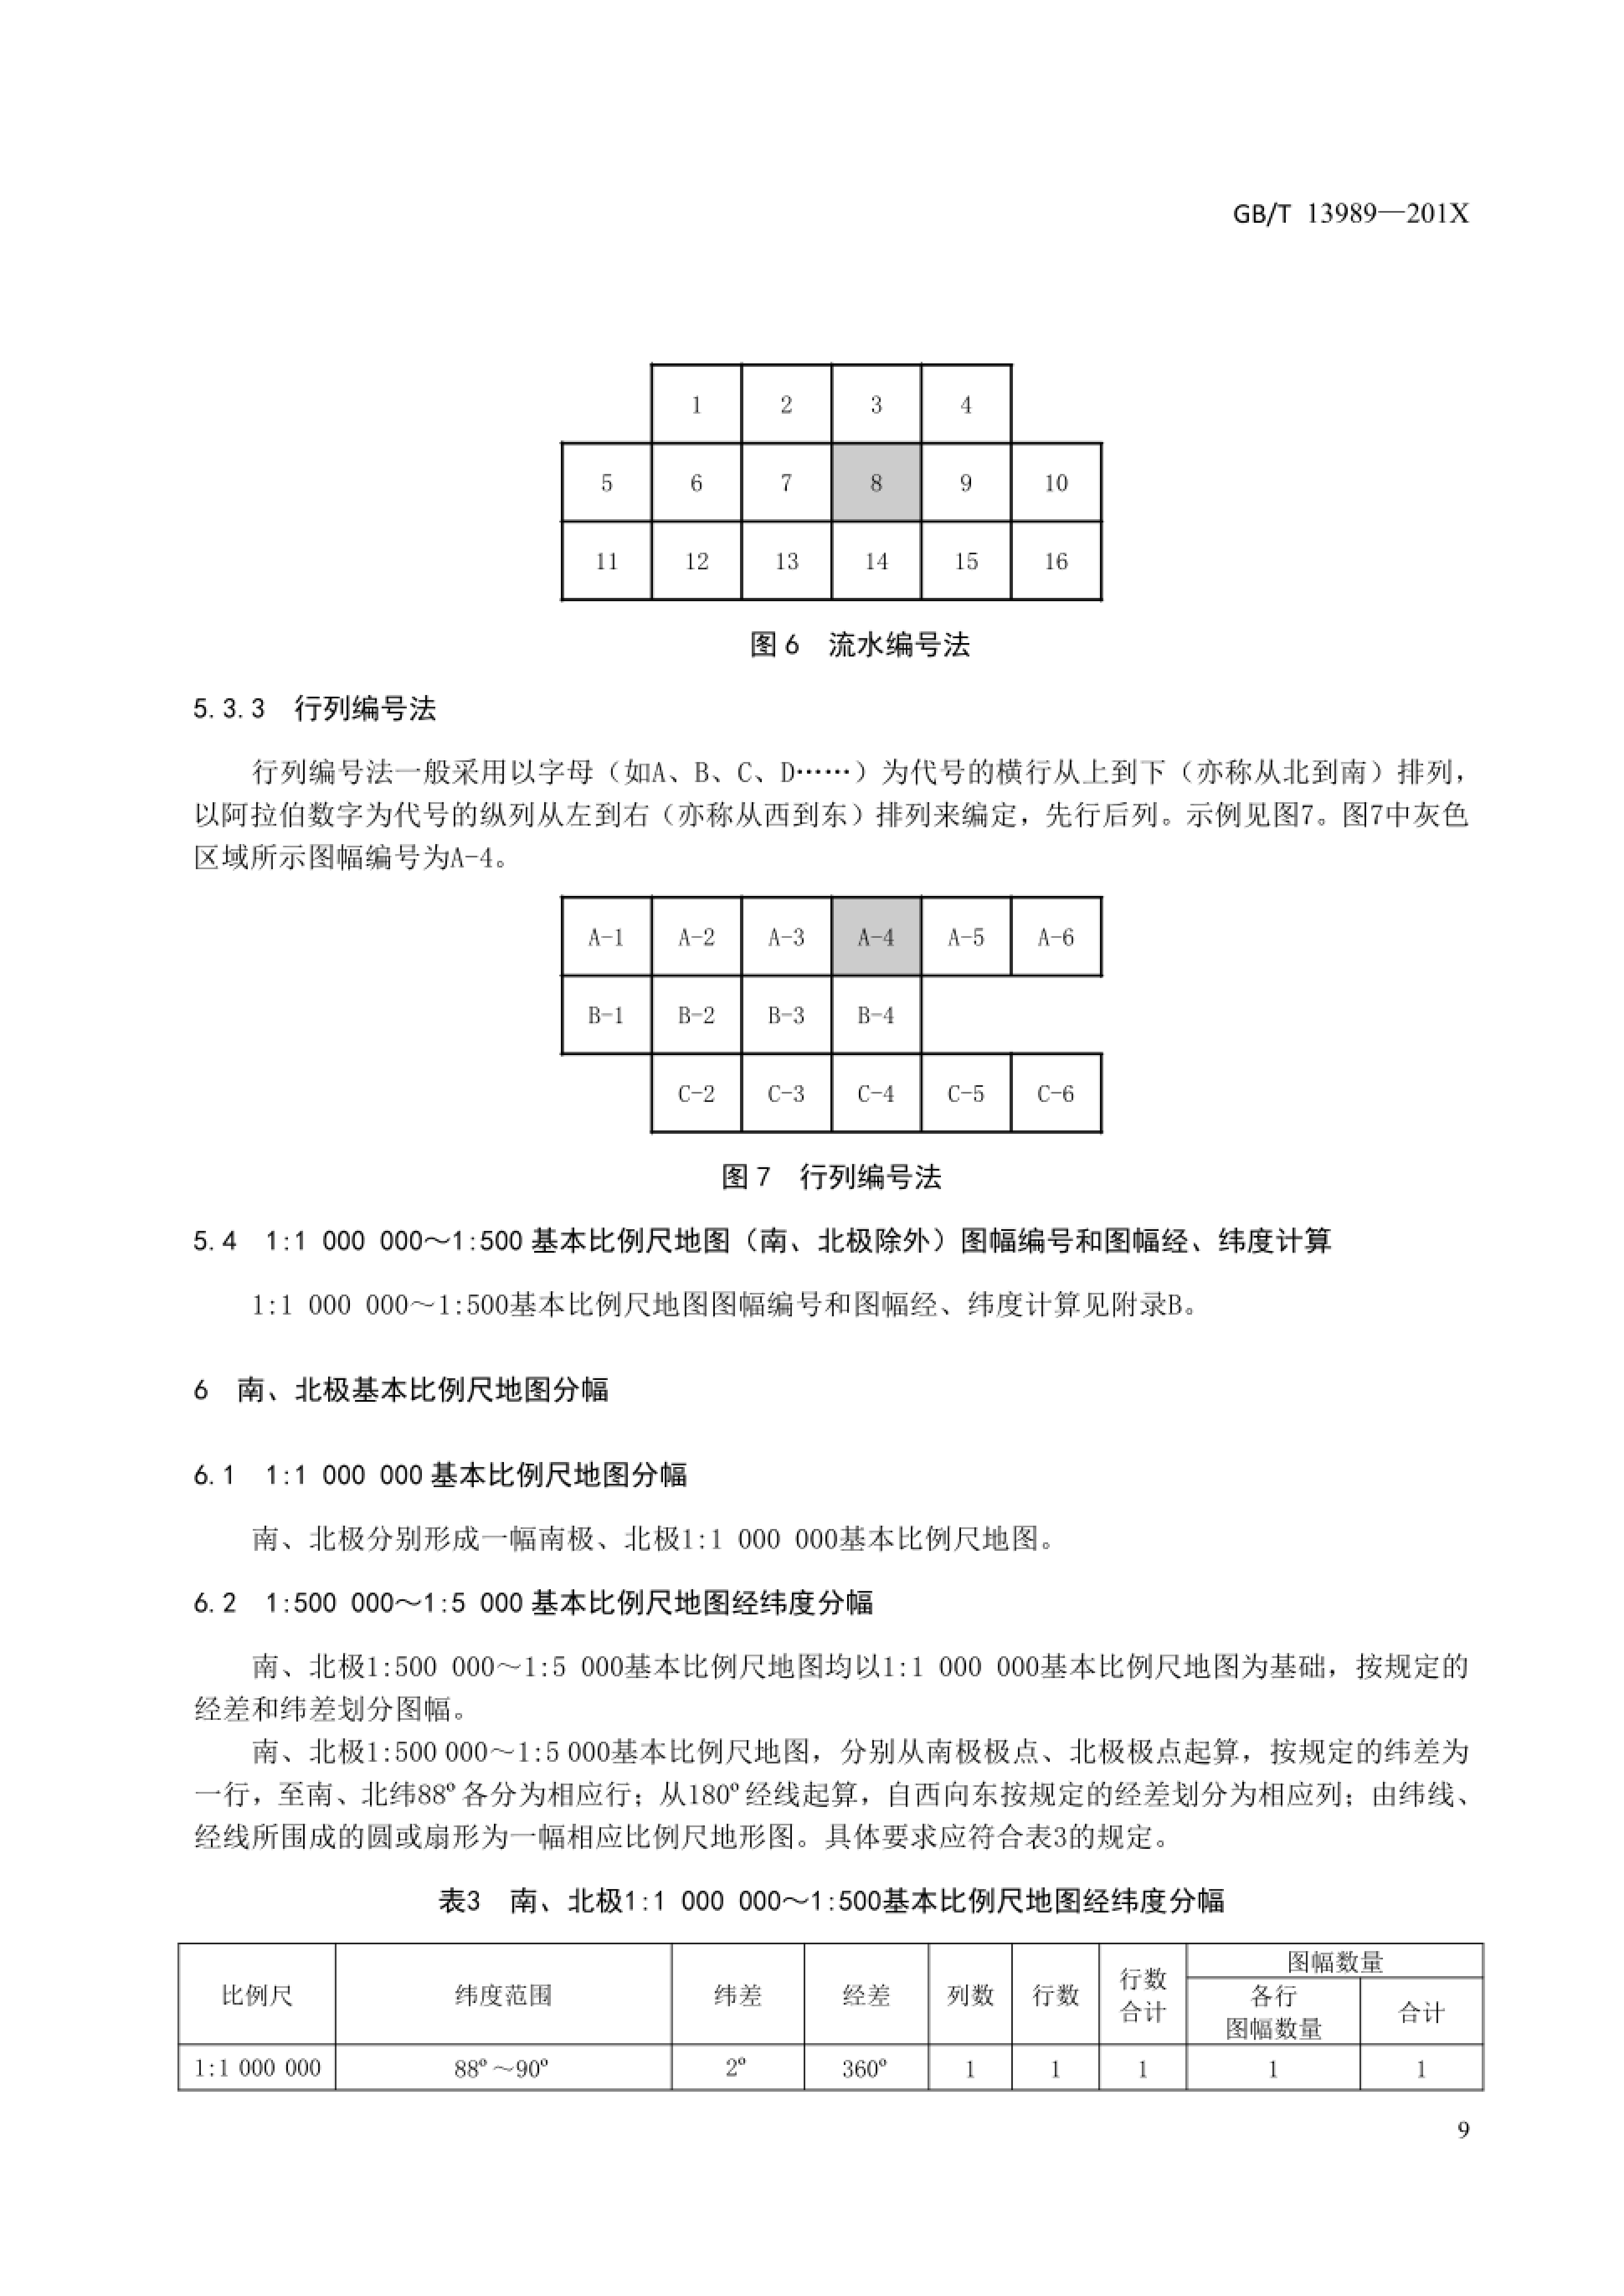 GB/T 13989—201X
1 2 3 4
5 6 7 8 9 10
11 12 13 14 15 16
图 6 流水编号法
5.3.3 行列编号法
行列编号法一般采用以字母（如A、B、C、D……）为代号的横行从上到下（亦称从北到南）排列，
以阿拉伯数字为代号的纵列从左到右（亦称从西到东）排列来编定，先行后列。示例见图7。图7中灰色
区域所示图幅编号为A-4。
A-1 A-2 A-3 A-4 A-5 A-6
B-1 B-2 B-3 B-4
C-2 C-3 C-4 C-5 C-6
图 7 行列编号法
5.4 1:1 000 000～1:500 基本比例尺地图（南、北极除外）图幅编号和图幅经、纬度计算
1:1 000 000～1:500基本比例尺地图图幅编号和图幅经、纬度计算见附录B。
6 南、北极基本比例尺地图分幅
6.1 1:1 000 000 基本比例尺地图分幅
南、北极分别形成一幅南极、北极1:1 000 000基本比例尺地图。
6.2 1:500 000～1:5 000 基本比例尺地图经纬度分幅
南、北极1:500 000～1:5 000基本比例尺地图均以1:1 000 000基本比例尺地图为基础，按规定的
经差和纬差划分图幅。
南、北极1:500 000～1:5 000基本比例尺地图，分别从南极极点、北极极点起算，按规定的纬差为
一行，至南、北纬88º 各分为相应行；从180º 经线起算，自西向东按规定的经差划分为相应列；由纬线、
经线所围成的圆或扇形为一幅相应比例尺地形图。具体要求应符合表3的规定。
表3 南、北极1:1 000 000～1:500基本比例尺地图经纬度分幅
比例尺 纬度范围 纬差 经差 列数 行数 行数合计 图幅数量
各行图幅数量 合计
1:1 000 000 88º ～90º 2º 360º 1 1 1 1 1
9